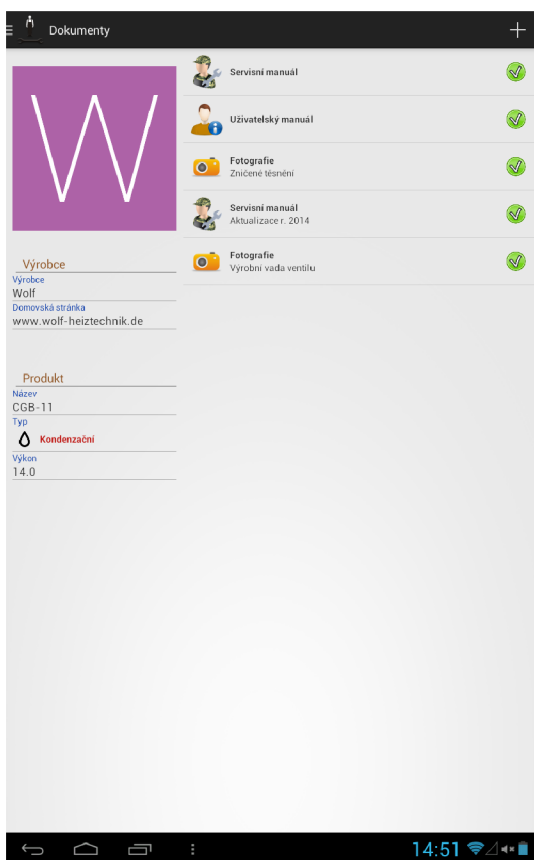 Dokumenty
W
Výrobce
Výrobce
Wolf
Domovská stránka
www.wolf-heiztechnik.de
Produkt
Název
CGB-11
Typ
Kondenzační
Výkon
14.0
Servisní manuál
Uživatelský manuál
Fotografie
Zničené těsnění
Servisní manuál
Aktualizace r. 2014
Fotografie
Výrobní vada ventilu
14:51